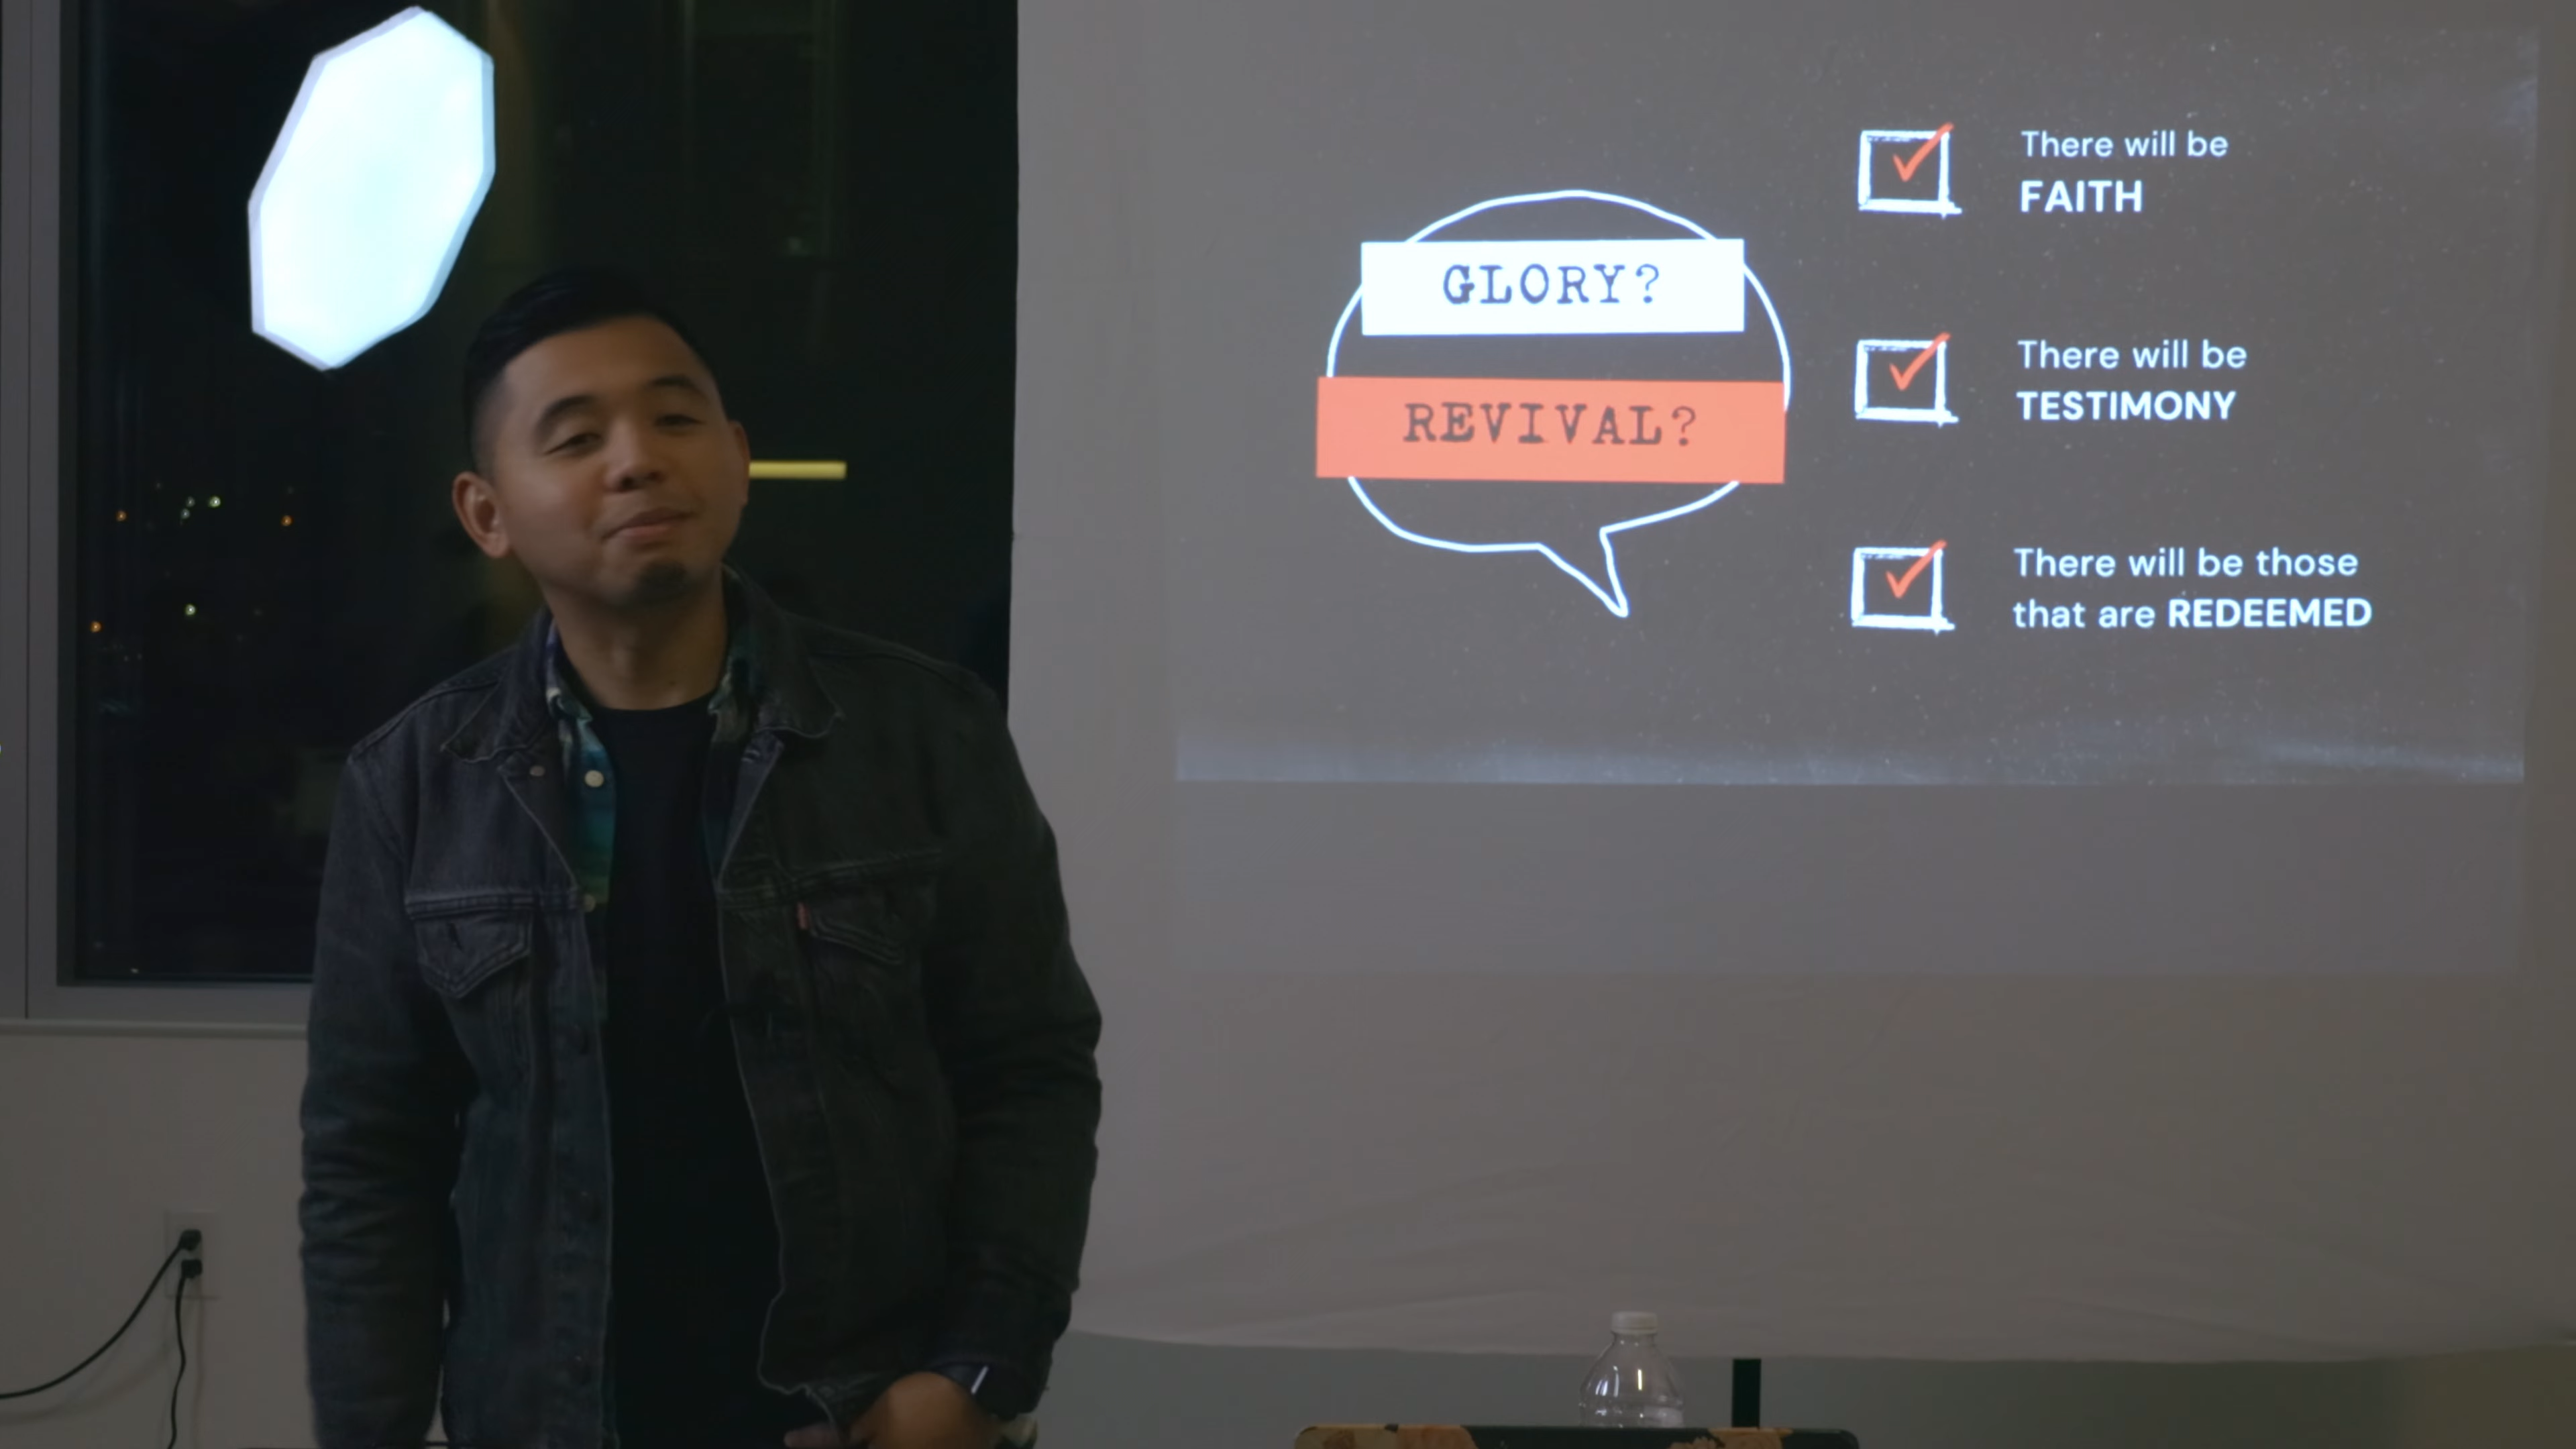 GLORY?
REVIVAL?
There will be
FAITH
There will be
TESTIMONY
There will be those
that are REDEEMED